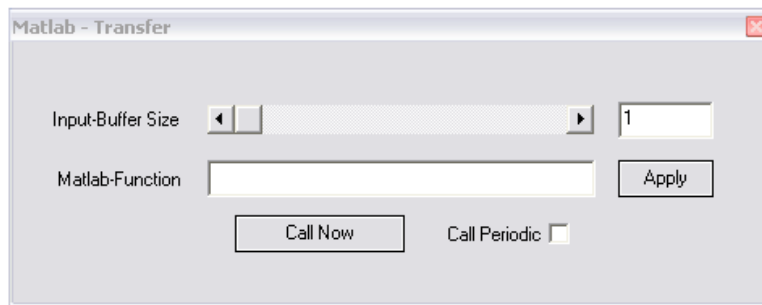 Matlab - Transfer
Input-Buffer Size 1
Matlab-Function Apply
Call Now Call Periodic